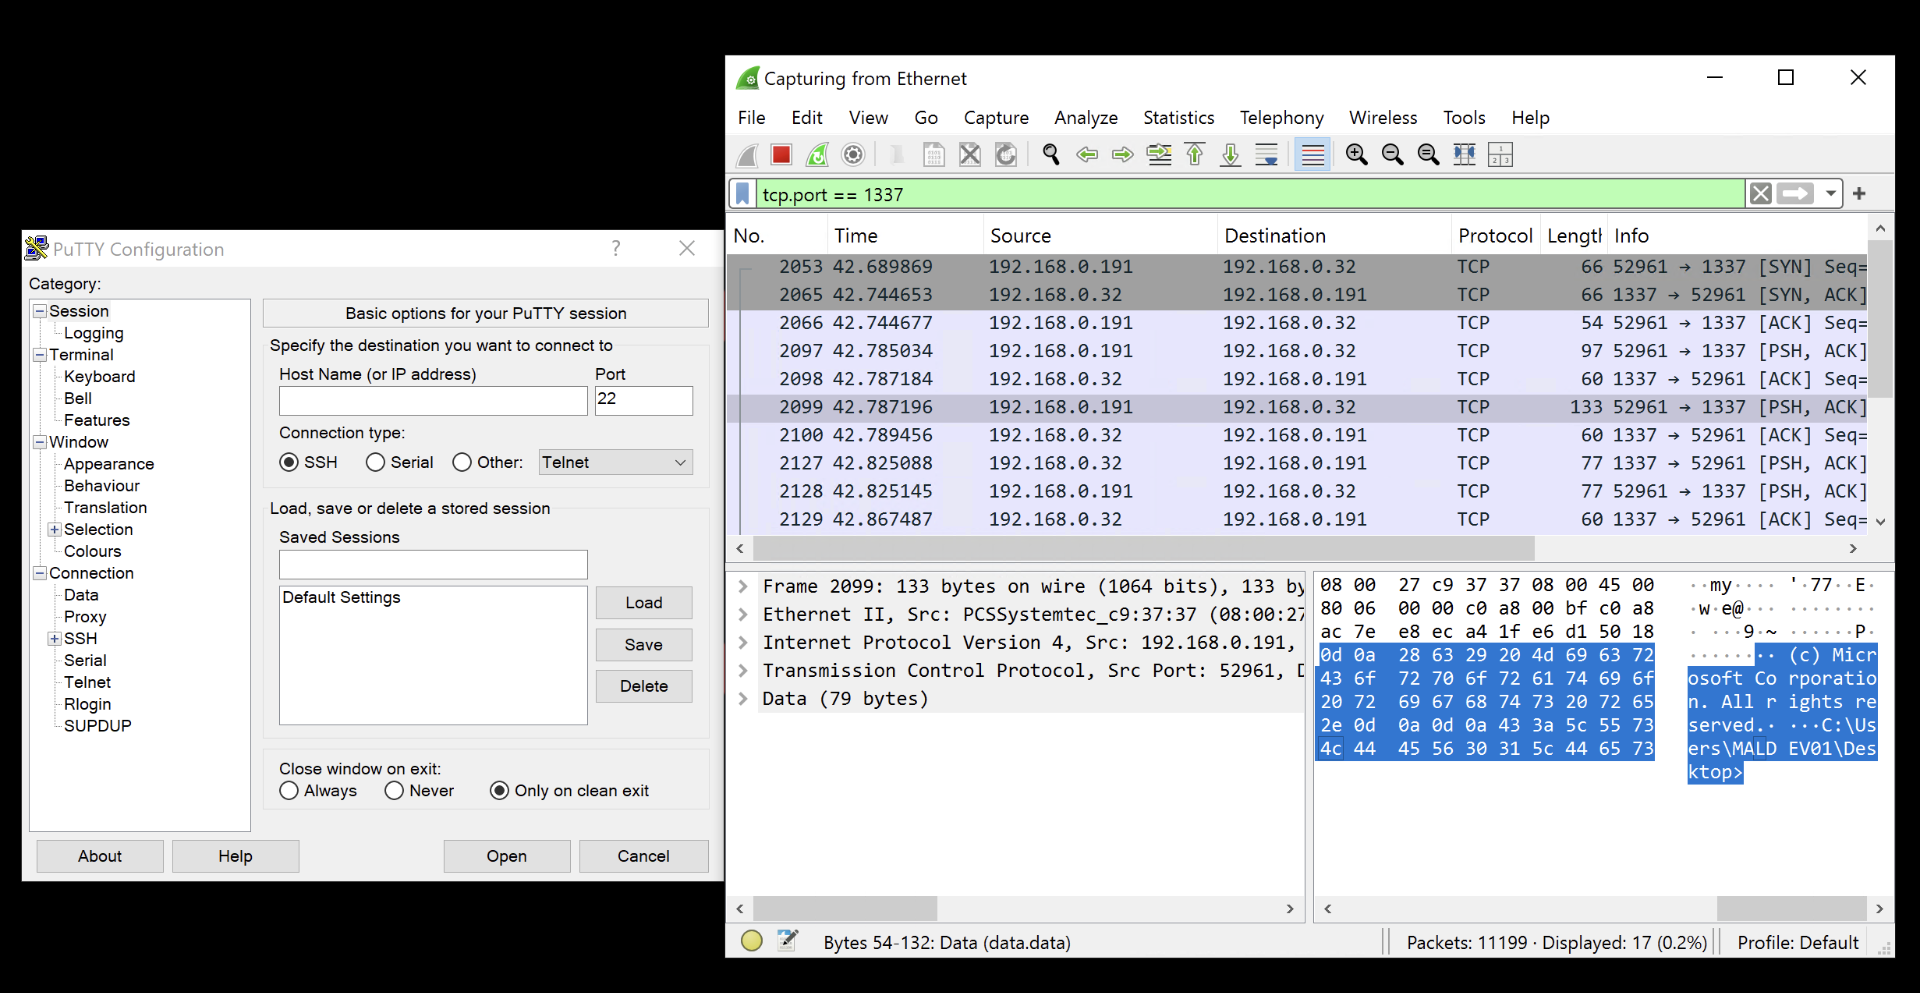 PuTTY Configuration
?
Category:
Session
Logging
Terminal
Keyboard
Bell
Features
Window
Appearance
Behaviour
Translation
Selection
Colours
Connection
Data
Proxy
SSH
Serial
Telnet
Rlogin
SUPDUP
Basic options for your PuTTY session
Specify the destination you want to connect to
Host Name (or IP address) Port
22
Connection type:
SSH Serial Other: Telnet
Load, save or delete a stored session
Saved Sessions
Default Settings
Load
Save
Delete
Close window on exit:
Always Never Only on clean exit
About Help Open Cancel
Capturing from Ethernet
File Edit View Go Capture Analyze Statistics Telephony Wireless Tools Help
tcp.port == 1337
No. Time Source Destination Protocol Length Info
2053 42.689869 192.168.0.191 192.168.0.32 TCP 66 52961 → 1337 [SYN] Seq=
2065 42.744653 192.168.0.32 192.168.0.191 TCP 66 1337 → 52961 [SYN, ACK]
2066 42.744677 192.168.0.191 192.168.0.32 TCP 54 52961 → 1337 [ACK] Seq=
2097 42.785034 192.168.0.191 192.168.0.32 TCP 97 52961 → 1337 [PSH, ACK]
2098 42.787184 192.168.0.32 192.168.0.191 TCP 60 1337 → 52961 [ACK] Seq=
2099 42.787196 192.168.0.191 192.168.0.32 TCP 133 52961 → 1337 [PSH, ACK]
2100 42.789456 192.168.0.32 192.168.0.191 TCP 60 1337 → 52961 [ACK] Seq=
2127 42.825088 192.168.0.32 192.168.0.191 TCP 77 1337 → 52961 [PSH, ACK]
2128 42.825145 192.168.0.191 192.168.0.32 TCP 77 52961 → 1337 [PSH, ACK]
2129 42.867487 192.168.0.32 192.168.0.191 TCP 60 1337 → 52961 [ACK] Seq=
Frame 2099: 133 bytes on wire (1064 bits), 133 by
Ethernet II, Src: PCSSystemtec_c9:37:37 (08:00:27
Internet Protocol Version 4, Src: 192.168.0.191,
Transmission Control Protocol, Src Port: 52961, D
Data (79 bytes)
08 00 27 c9 37 37 08 00 45 00 ··my···· '·77··E·
80 06 00 00 c0 a8 00 bf c0 a8 ·w·e@··· ········
ac 7e e8 ec a4 1f e6 d1 50 18 · ···9·~ ······P·
0d 0a 28 63 29 20 4d 69 63 72 ········ (c) Micr
43 6f 72 70 6f 72 61 74 69 6f osoft Co rporatio
20 72 69 67 68 74 73 20 72 65 n. All r ights re
2e 0d 0a 0d 0a 43 3a 5c 55 73 served.· ···C:\Us
4c 44 45 56 30 31 5c 44 65 73 ers\MALD EV01\Des
ktop>
Bytes 54-132: Data (data.data) Packets: 11199 · Displayed: 17 (0.2%) Profile: Default